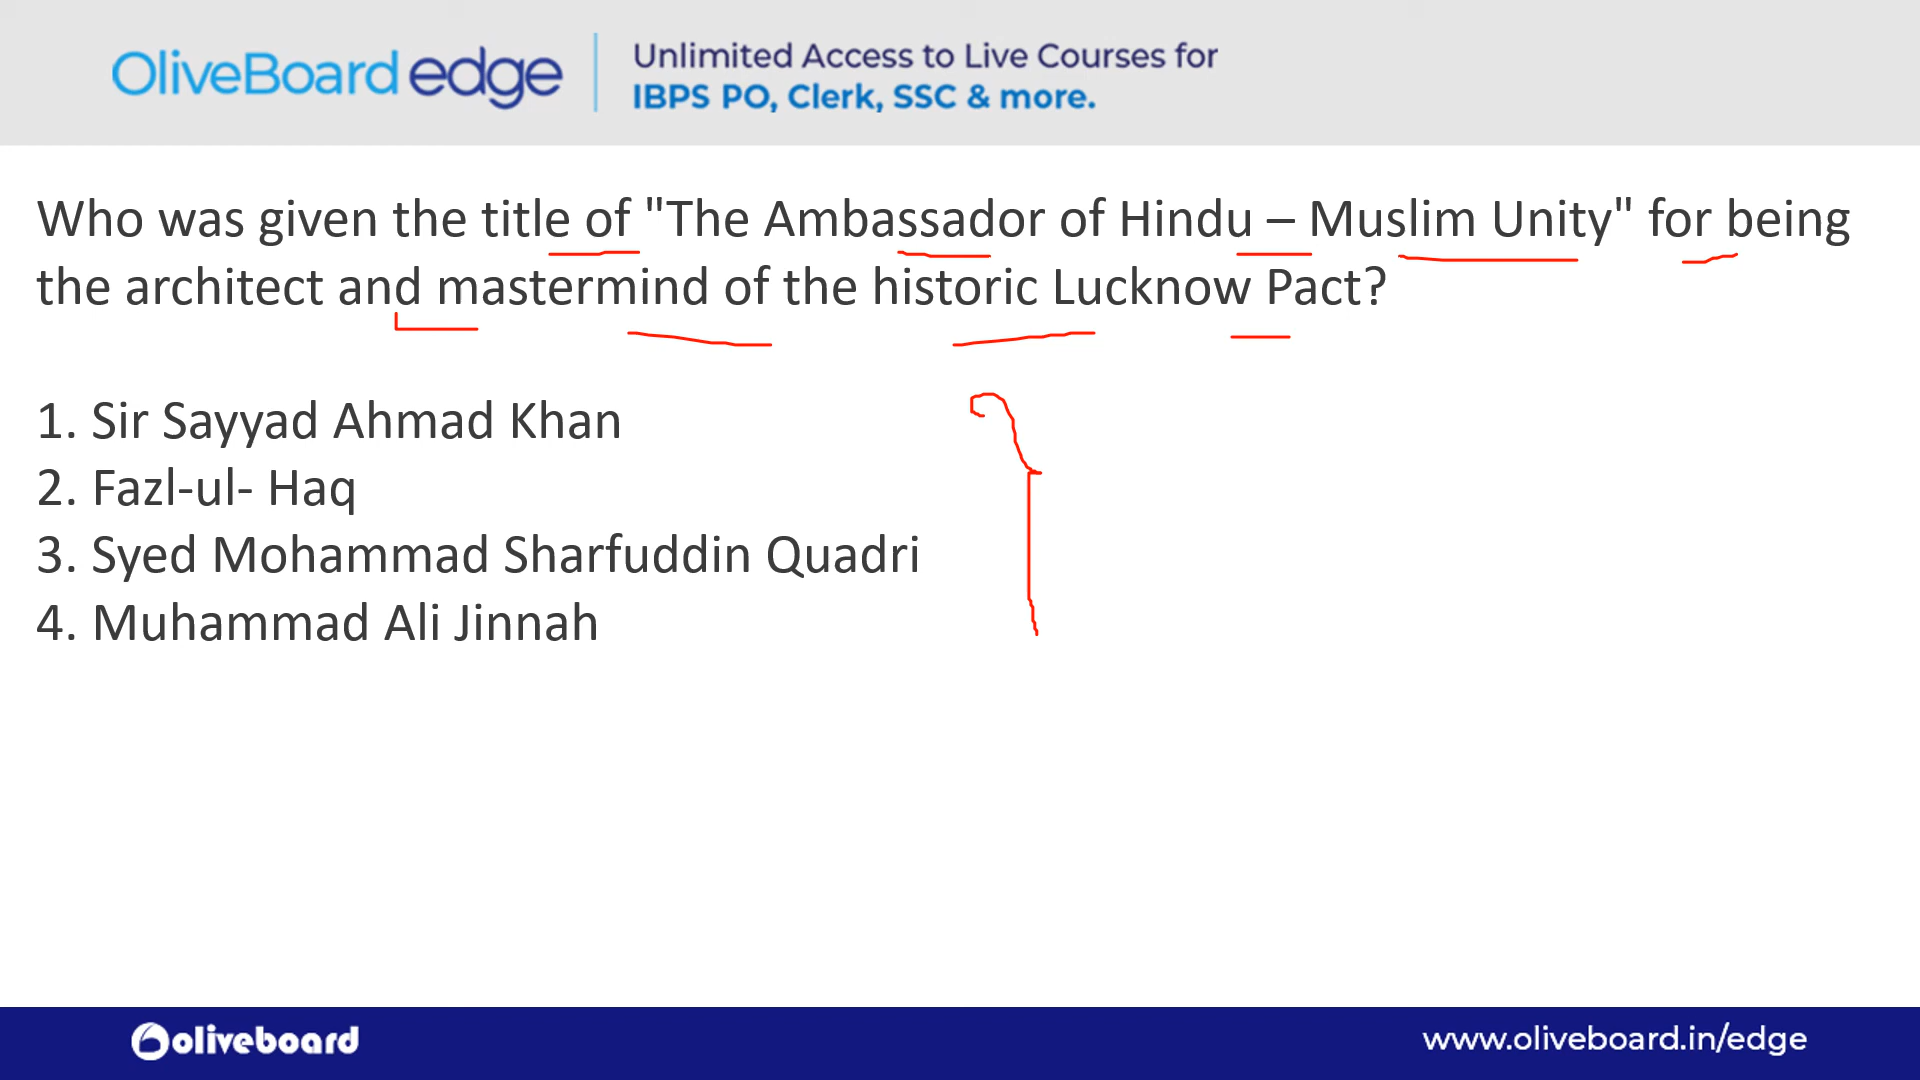 OliveBoard edge
Unlimited Access to Live Courses for
IBPS PO, Clerk, SSC & more.
Who was given the title of "The Ambassador of Hindu – Muslim Unity" for being
the architect and mastermind of the historic Lucknow Pact?
1. Sir Sayyad Ahmad Khan
2. Fazl-ul- Haq
3. Syed Mohammad Sharfuddin Quadri
4. Muhammad Ali Jinnah
oliveboard
www.oliveboard.in/edge